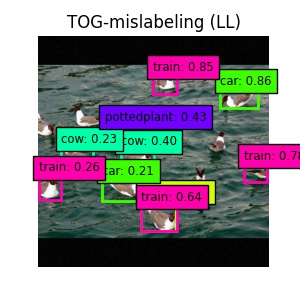 TOG-mislabeling (LL)
train: 0.85
car: 0.86
pottedplant: 0.43
cow: 0.23
cow: 0.40
train: 0.78
train: 0.26
car: 0.21
train: 0.64